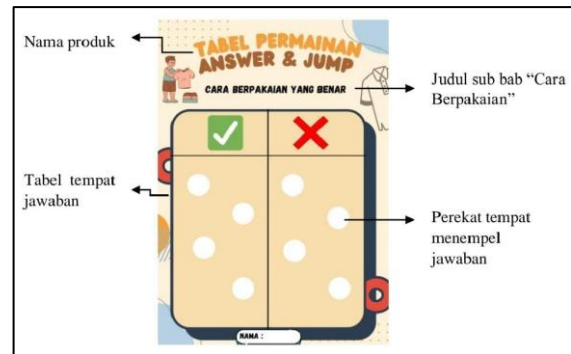 Nama produk
TABEL PERMAINAN
ANSWER & JUMP
CARA BERPAKAIAN YANG BENAR
Judul sub bab “Cara
Berpakaian”
Tabel tempat
jawaban
Perekat tempat
menempel
jawaban
NAMA :